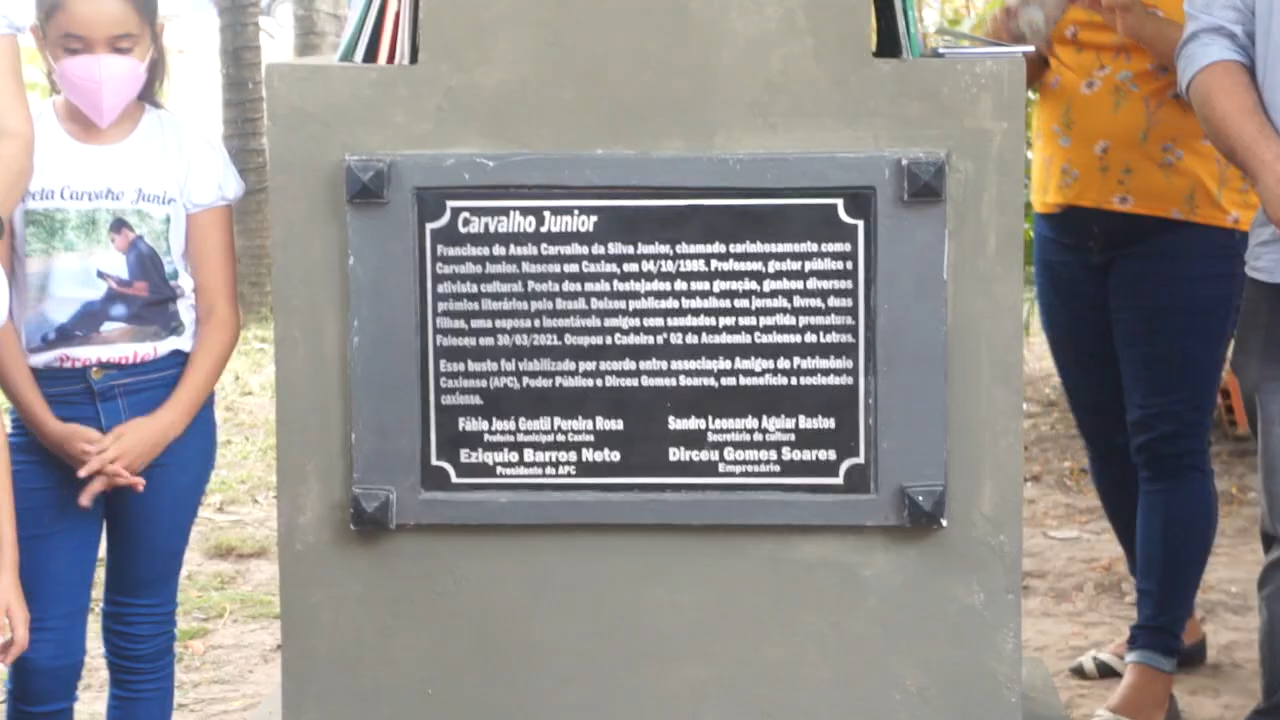 Carvalho Junior
Francisco de Assis Carvalho da Silva Junior, chamado carinhosamente como
Carvalho Junior. Nasceu em Caxias, em 04/10/1985. Professor, gestor público e
ativista cultural. Poeta dos mais festejados de sua geração, ganhou diversos
prêmios literários pelo Brasil. Deixou publicado trabalhos em jornais, livros, duas
filhas, uma esposa e incontáveis amigos com saudades por sua partida prematura.
Faleceu em 30/03/2021. Ocupou a Cadeira nº 02 da Academia Caxiense de Letras.
Esse busto foi viabilizado por acordo entre associação Amigos do Patrimônio
Caxiense (APC), Poder Público e Dirceu Gomes Soares, em benefício a sociedade
caxiense.
Fábio José Gentil Pereira Rosa
Prefeito Municipal de Caxias
Sandro Leonardo Aguiar Bastos
Secretário de cultura
Eziquio Barros Neto
Presidente da APC
Dirceu Gomes Soares
Empresário
Poeta Carvalho Junior
Presente!